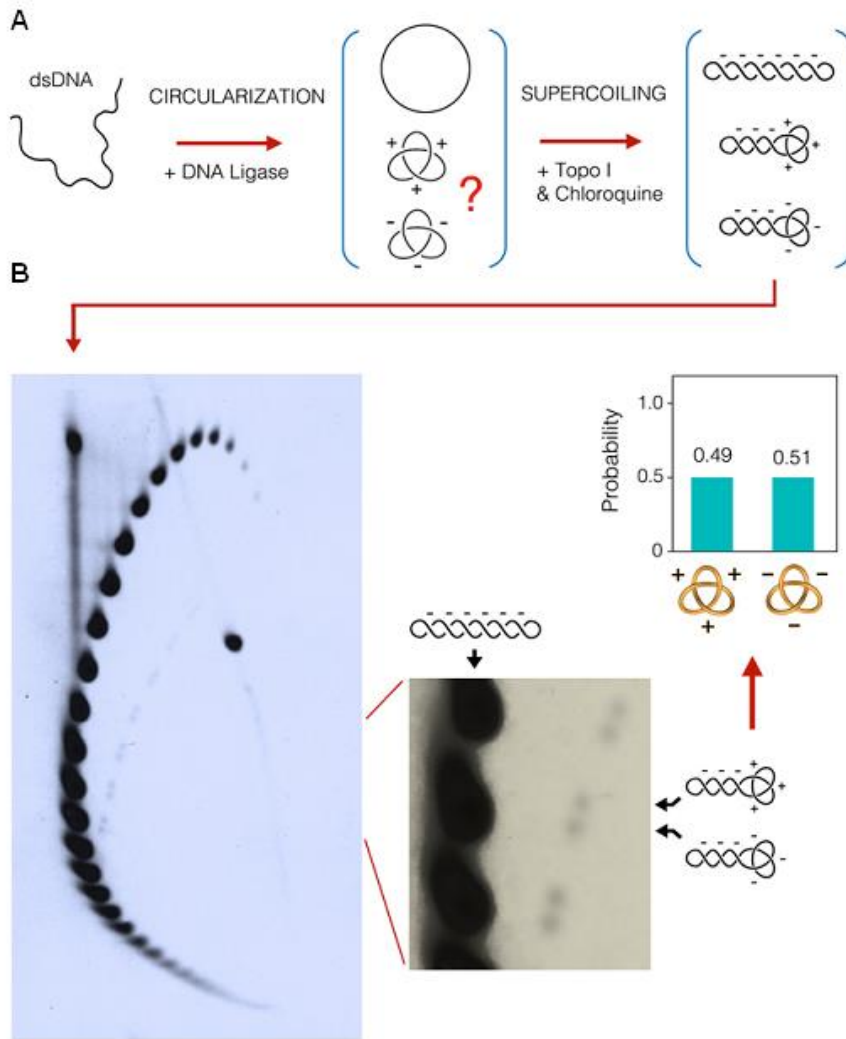 A
dsDNA
CIRCULARIZATION
+ DNA Ligase
+ +
+
?
- -
-
SUPERCOILING
+ Topo I
& Chloroquine
- - - - - -
- - - +
+
+
- - - -
-
-
B
Probability
1.0
0.5
0
0.49
0.51
+ +
+
- -
-
- - - - - -
- - - +
+
+
- - - -
-
-